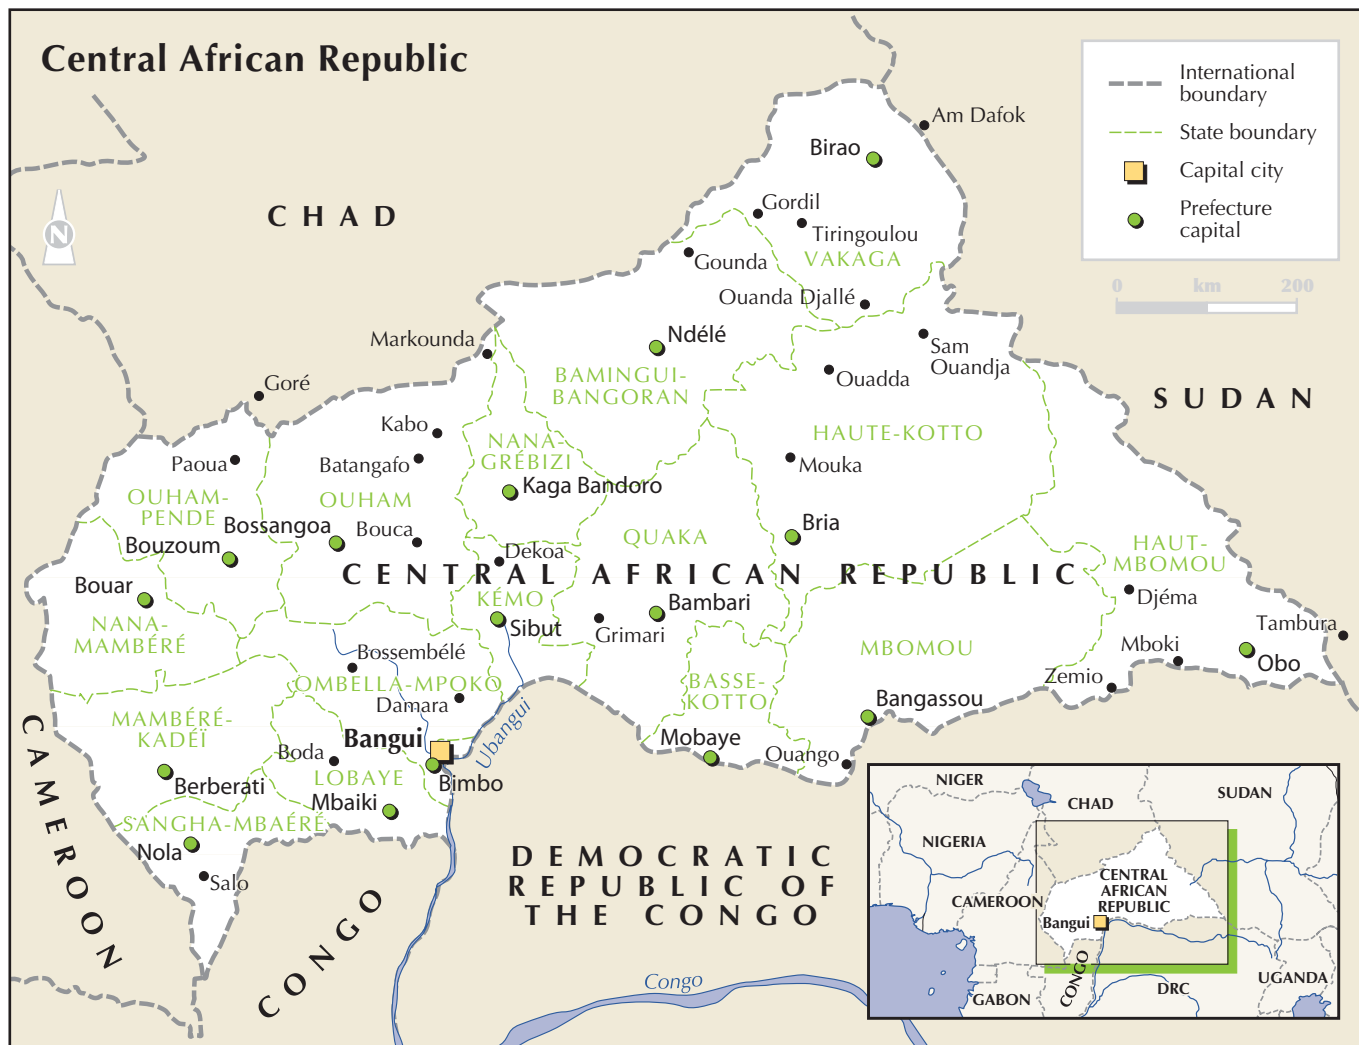 Central African Republic
International
boundary
State boundary
Capital city
Prefecture
capital
0 km 200
N
CHAD
SUDAN
CAMEROON
CONGO
DEMOCRATIC
REPUBLIC OF
THE CONGO
CENTRAL AFRICAN REPUBLIC
Am Dafok
Birao
Gordil
Tiringoulou
VAKAGA
Gounda
Ouanda Djallé
Markounda
Ndélé
Sam
Ouandja
Ouadda
BAMINGUI-
BANGORAN
Goré
Kabo
HAUTE-KOTTO
NANA-
GRÉBIZI
Paoua
Batangafo
Mouka
Kaga Bandoro
OUHAM-
PENDE
OUHAM
Bossangoa
Bouca
Bria
QUAKA
Bouzoum
Dekoa
HAUT-
MBOMOU
Bouar
KÉMO
Bambari
Djéma
Sibut
Grimari
Tambura
NANA-
MAMBÉRÉ
Bossembélé
MBOMOU
Mboki
Obo
OMBELLA-MPOKO
BASSE-
KOTTO
Zemio
Damara
Bangassou
MAMBÉRÉ-
KADÉÏ
Ubangui
Bangui
Mobaye
Boda
Ouango
LOBAYE
Bimbo
Berberati
Mbaiki
SANGHA-MBAÉRÉ
Nola
Salo
Congo
NIGER
CHAD
SUDAN
NIGERIA
CENTRAL
AFRICAN
REPUBLIC
CAMEROON
Bangui
CONGO
GABON
DRC
UGANDA